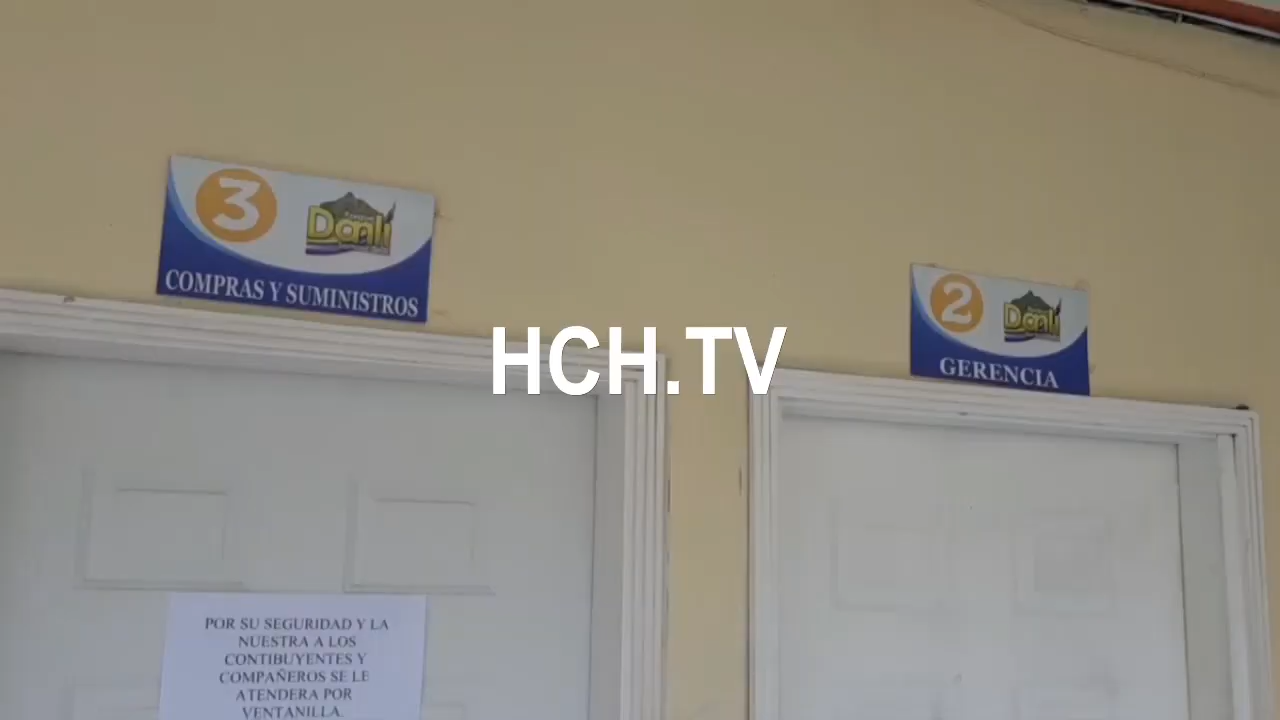 3
Danlí
COMPRAS Y SUMINISTROS
2
Danlí
GERENCIA
HCH.TV
POR SU SEGURIDAD Y LA
NUESTRA A LOS
CONTIBUYENTES Y
COMPAÑEROS SE LE
ATENDERA POR
VENTANILLA.